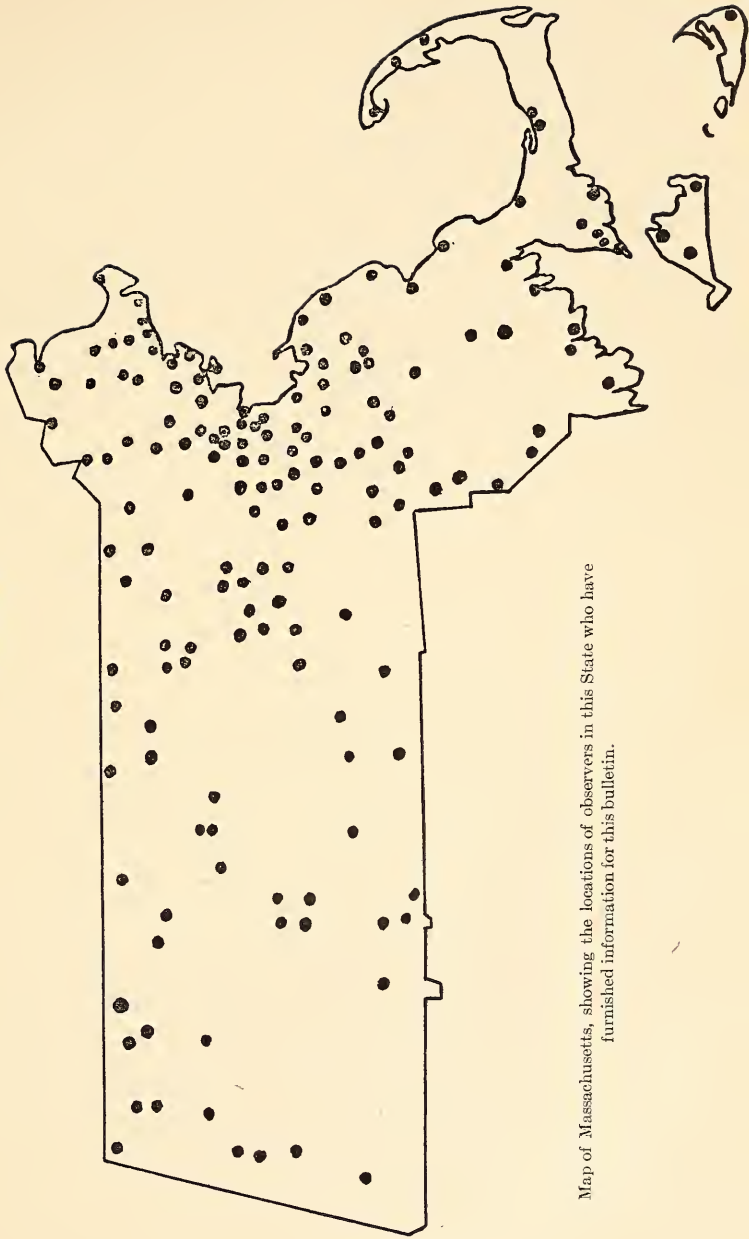 Map of Massachusetts, showing the locations of observers in this State who have
furnished information for this bulletin.